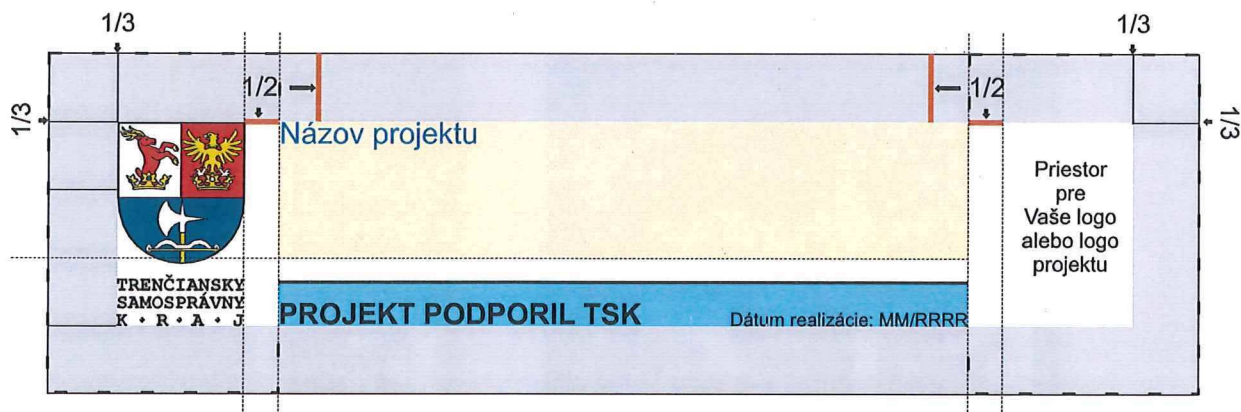 1/3
1/3
1/2
1/2
1/3
1/3
Názov projektu
Priestor
pre
Vaše logo
alebo logo
projektu
TRENČIANSKY
SAMOSPRÁVNY
K · R · A · J
PROJEKT PODPORIL TSK
Dátum realizácie: MM/RRRR